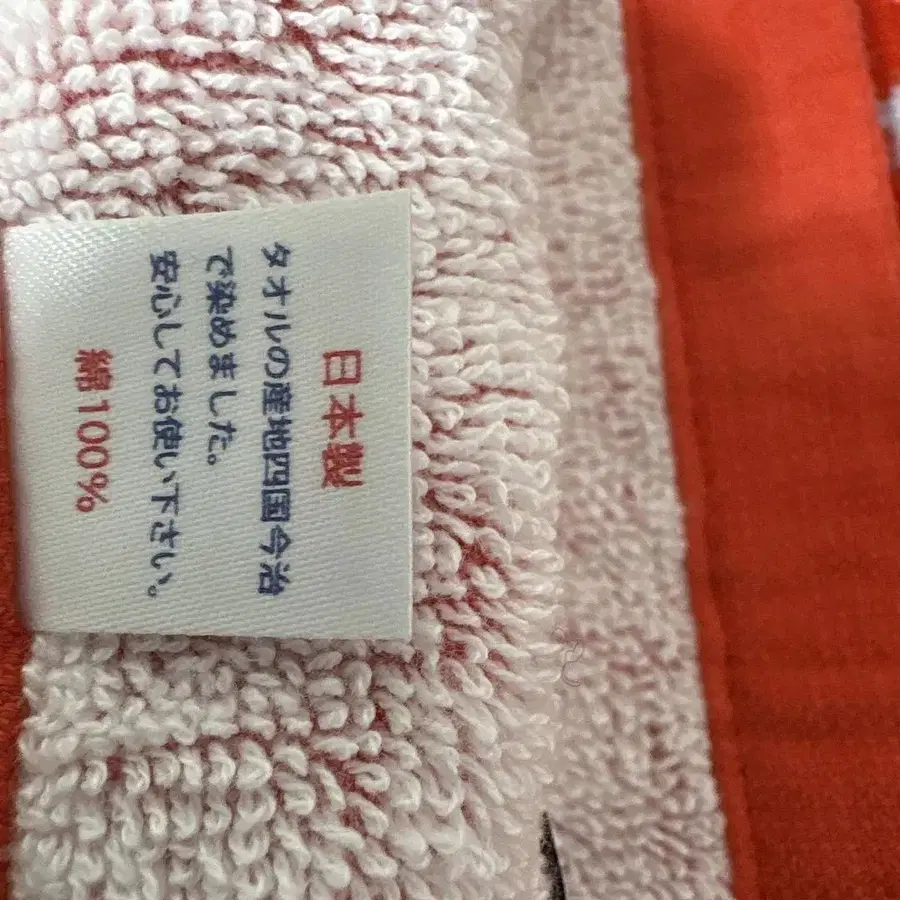 日本製
タオルの産地四国今治
で染めました。
安心してお使い下さい。
綿100%